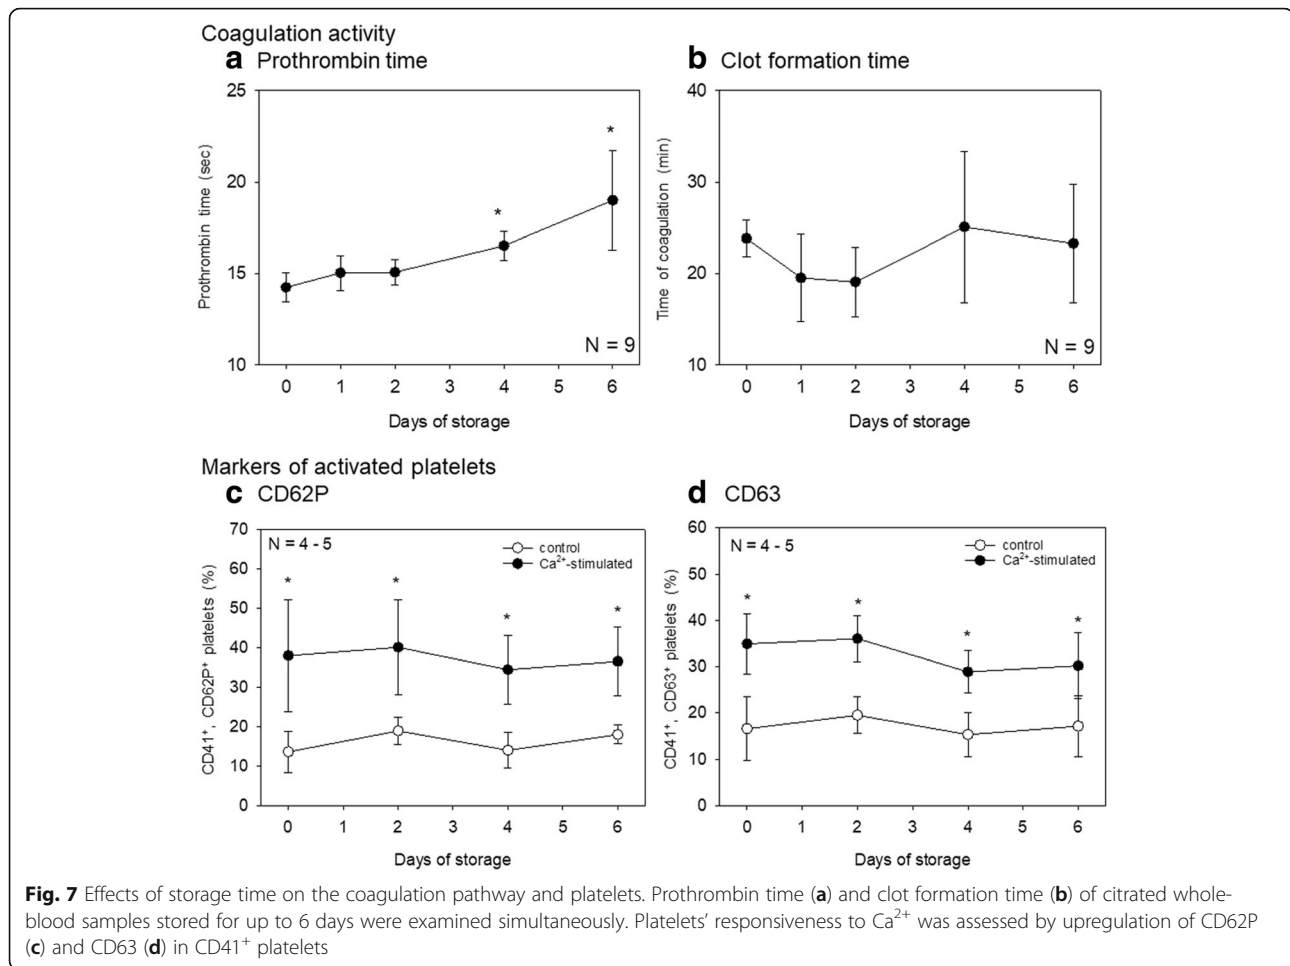 Coagulation activity
a Prothrombin time
25
20
15
10
Prothrombin time (sec)
*
*
N = 9
0 1 2 3 4 5 6
Days of storage
b Clot formation time
40
30
20
10
Time of coagulation (min)
N = 9
0 1 2 3 4 5 6
Days of storage
Markers of activated platelets
c CD62P
70
60
50
40
30
20
10
0
CD41⁺, CD62P⁺ platelets (%)
N = 4 - 5
control
Ca²⁺-stimulated
* * * *
0 1 2 3 4 5 6
Days of storage
d CD63
60
50
40
30
20
10
0
CD41⁺, CD63⁺ platelets (%)
N = 4 - 5
control
Ca²⁺-stimulated
* * * *
0 1 2 3 4 5 6
Days of storage
Fig. 7 Effects of storage time on the coagulation pathway and platelets. Prothrombin time (a) and clot formation time (b) of citrated whole-
blood samples stored for up to 6 days were examined simultaneously. Platelets' responsiveness to Ca²⁺ was assessed by upregulation of CD62P
(c) and CD63 (d) in CD41⁺ platelets